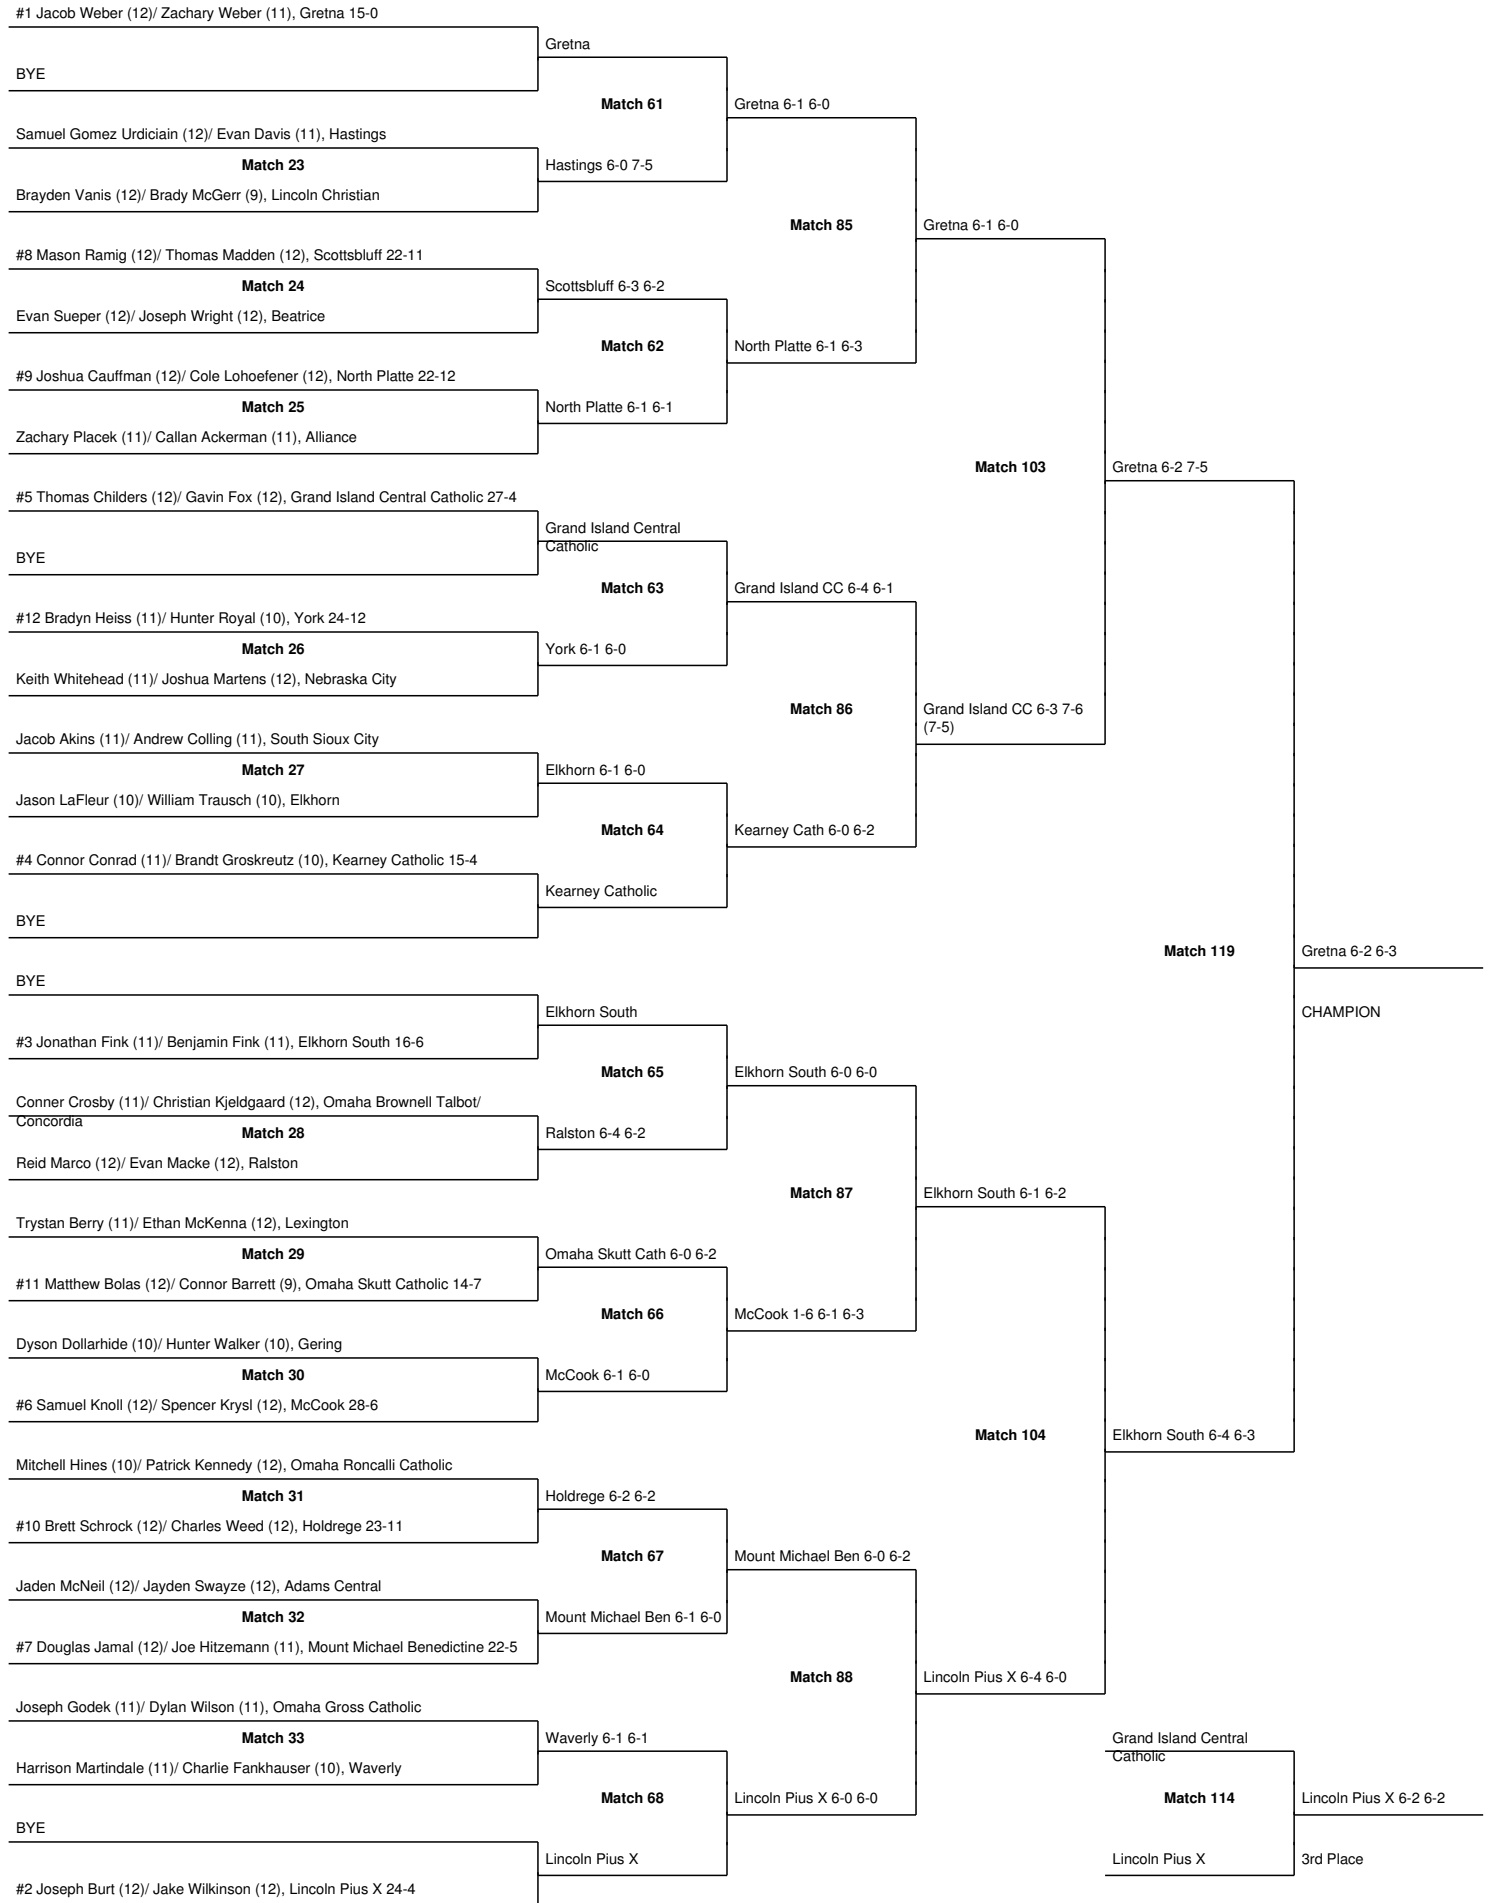 #1 Jacob Weber (12)/ Zachary Weber (11), Gretna 15-0
Gretna
BYE
Match 61
Gretna 6-1 6-0
Samuel Gomez Urdiciain (12)/ Evan Davis (11), Hastings
Match 23
Hastings 6-0 7-5
Brayden Vanis (12)/ Brady McGerr (9), Lincoln Christian
Match 85
Gretna 6-1 6-0
#8 Mason Ramig (12)/ Thomas Madden (12), Scottsbluff 22-11
Match 24
Scottsbluff 6-3 6-2
Evan Sueper (12)/ Joseph Wright (12), Beatrice
Match 62
North Platte 6-1 6-3
#9 Joshua Cauffman (12)/ Cole Lohoefener (12), North Platte 22-12
Match 25
North Platte 6-1 6-1
Zachary Placek (11)/ Callan Ackerman (11), Alliance
Match 103
Gretna 6-2 7-5
#5 Thomas Childers (12)/ Gavin Fox (12), Grand Island Central Catholic 27-4
Grand Island Central
Catholic
BYE
Match 63
Grand Island CC 6-4 6-1
#12 Bradyn Heiss (11)/ Hunter Royal (10), York 24-12
Match 26
York 6-1 6-0
Keith Whitehead (11)/ Joshua Martens (12), Nebraska City
Match 86
Grand Island CC 6-3 7-6
(7-5)
Jacob Akins (11)/ Andrew Colling (11), South Sioux City
Match 27
Elkhorn 6-1 6-0
Jason LaFleur (10)/ William Trausch (10), Elkhorn
Match 64
Kearney Cath 6-0 6-2
#4 Connor Conrad (11)/ Brandt Groskreutz (10), Kearney Catholic 15-4
Kearney Catholic
BYE
Match 119
Gretna 6-2 6-3
BYE
Elkhorn South
CHAMPION
#3 Jonathan Fink (11)/ Benjamin Fink (11), Elkhorn South 16-6
Match 65
Elkhorn South 6-0 6-0
Conner Crosby (11)/ Christian Kjeldgaard (12), Omaha Brownell Talbot/
Concordia
Match 28
Ralston 6-4 6-2
Reid Marco (12)/ Evan Macke (12), Ralston
Match 87
Elkhorn South 6-1 6-2
Trystan Berry (11)/ Ethan McKenna (12), Lexington
Match 29
Omaha Skutt Cath 6-0 6-2
#11 Matthew Bolas (12)/ Connor Barrett (9), Omaha Skutt Catholic 14-7
Match 66
McCook 1-6 6-1 6-3
Dyson Dollarhide (10)/ Hunter Walker (10), Gering
Match 30
McCook 6-1 6-0
#6 Samuel Knoll (12)/ Spencer Krysl (12), McCook 28-6
Match 104
Elkhorn South 6-4 6-3
Mitchell Hines (10)/ Patrick Kennedy (12), Omaha Roncalli Catholic
Match 31
Holdrege 6-2 6-2
#10 Brett Schrock (12)/ Charles Weed (12), Holdrege 23-11
Match 67
Mount Michael Ben 6-0 6-2
Jaden McNeil (12)/ Jayden Swayze (12), Adams Central
Match 32
Mount Michael Ben 6-1 6-0
#7 Douglas Jamal (12)/ Joe Hitzemann (11), Mount Michael Benedictine 22-5
Match 88
Lincoln Pius X 6-4 6-0
Joseph Godek (11)/ Dylan Wilson (11), Omaha Gross Catholic
Match 33
Waverly 6-1 6-1
Grand Island Central
Catholic
Harrison Martindale (11)/ Charlie Fankhauser (10), Waverly
Match 68
Lincoln Pius X 6-0 6-0
Match 114
Lincoln Pius X 6-2 6-2
BYE
Lincoln Pius X
Lincoln Pius X
3rd Place
#2 Joseph Burt (12)/ Jake Wilkinson (12), Lincoln Pius X 24-4